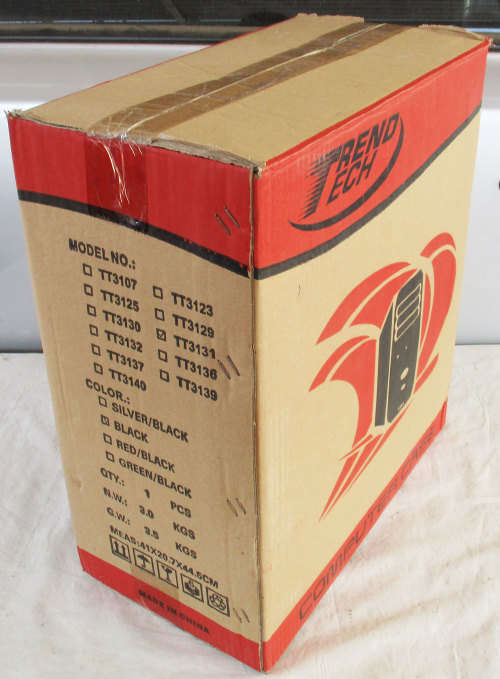 TREND
TECH
MODEL NO.:
TT3107
TT3123
TT3125
TT3129
TT3130
TT3131
TT3132
TT3136
TT3137
TT3139
TT3140
COLOR.:
SILVER/BLACK
BLACK
RED/BLACK
GREEN/BLACK
QTY.: 1 PCS
N.W.: 3.0 KGS
G.W.: 3.5 KGS
MEAS:41X20.7X44.5CM
MADE IN CHINA
COMPUTER CASE